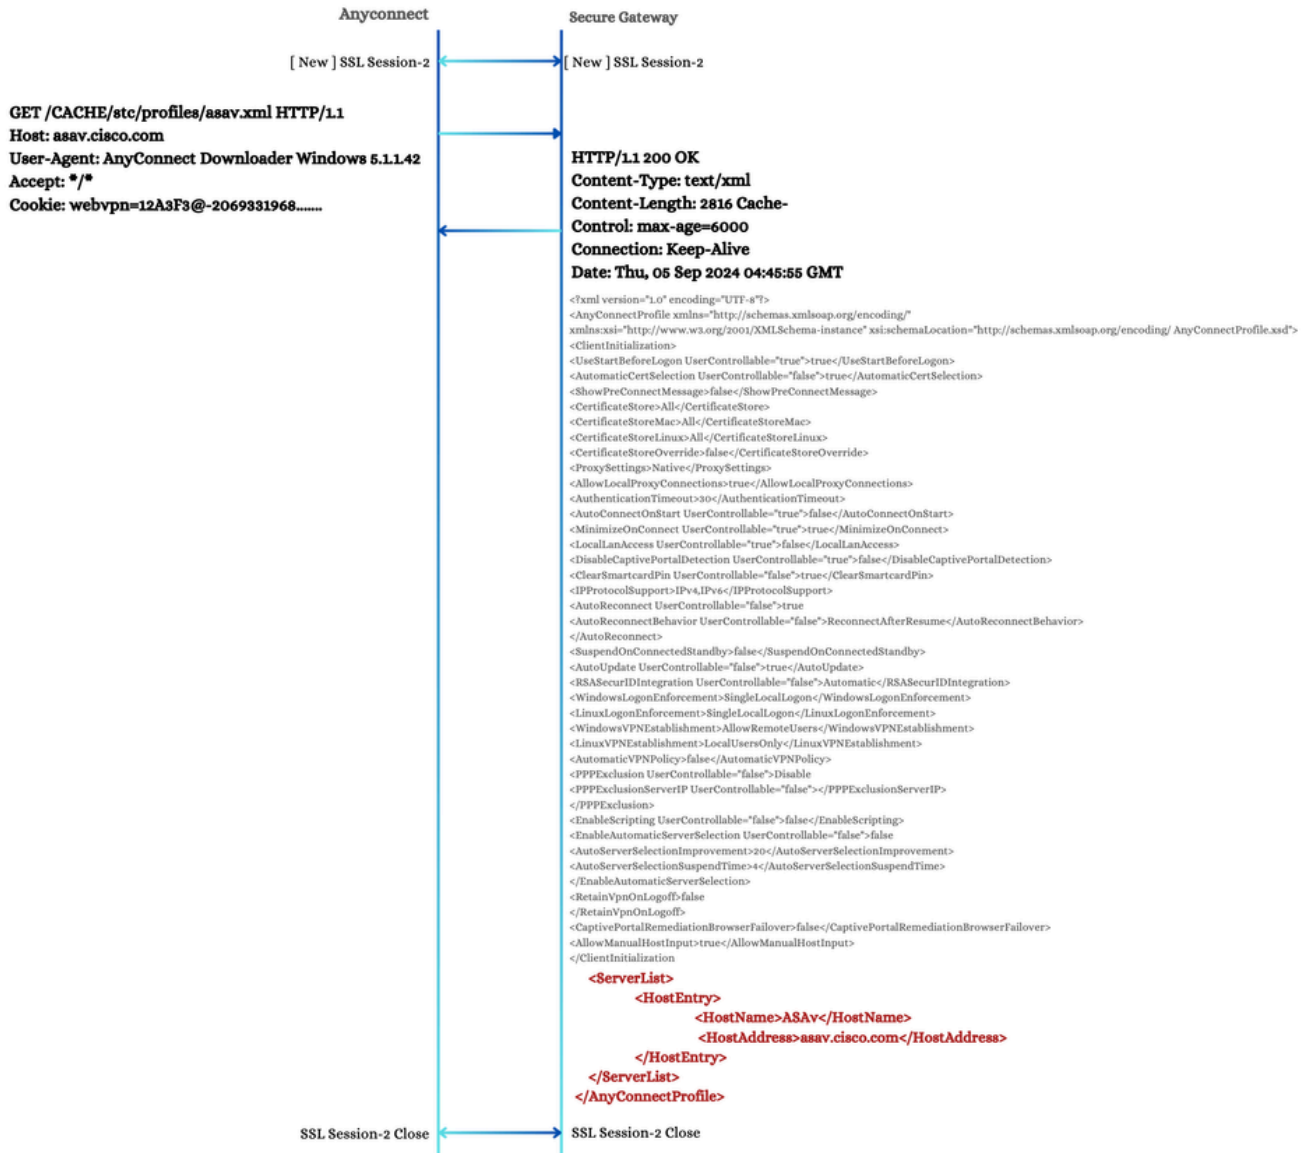 Anyconnect
Secure Gateway
[ New ] SSL Session-2
[ New ] SSL Session-2
GET /CACHE/stc/profiles/asav.xml HTTP/1.1
Host: asav.cisco.com
User-Agent: AnyConnect Downloader Windows 5.1.1.42
Accept: */*
Cookie: webvpn=12A3F3@-2069331968.......
HTTP/1.1 200 OK
Content-Type: text/xml
Content-Length: 2816 Cache-
Control: max-age=6000
Connection: Keep-Alive
Date: Thu, 05 Sep 2024 04:45:55 GMT
<?xml version="1.0" encoding="UTF-8"?>
<AnyConnectProfile xmlns="http://schemas.xmlsoap.org/encoding/"
xmlns:xsi="http://www.w3.org/2001/XMLSchema-instance" xsi:schemaLocation="http://schemas.xmlsoap.org/encoding/ AnyConnectProfile.xsd">
<ClientInitialization>
<UseStartBeforeLogon UserControllable="true">true</UseStartBeforeLogon>
<AutomaticCertSelection UserControllable="false">true</AutomaticCertSelection>
<ShowPreConnectMessage>false</ShowPreConnectMessage>
<CertificateStore>All</CertificateStore>
<CertificateStoreMac>All</CertificateStoreMac>
<CertificateStoreLinux>All</CertificateStoreLinux>
<CertificateStoreOverride>false</CertificateStoreOverride>
<ProxySettings>Native</ProxySettings>
<AllowLocalProxyConnections>true</AllowLocalProxyConnections>
<AuthenticationTimeout>30</AuthenticationTimeout>
<AutoConnectOnStart UserControllable="true">false</AutoConnectOnStart>
<MinimizeOnConnect UserControllable="true">true</MinimizeOnConnect>
<LocalLanAccess UserControllable="true">false</LocalLanAccess>
<DisableCaptivePortalDetection UserControllable="true">false</DisableCaptivePortalDetection>
<ClearSmartcardPin UserControllable="false">true</ClearSmartcardPin>
<IPProtocolSupport>IPv4,IPv6</IPProtocolSupport>
<AutoReconnect UserControllable="false">true
<AutoReconnectBehavior UserControllable="false">ReconnectAfterResume</AutoReconnectBehavior>
</AutoReconnect>
<SuspendOnConnectedStandby>false</SuspendOnConnectedStandby>
<AutoUpdate UserControllable="false">true</AutoUpdate>
<RSASecurIDIntegration UserControllable="false">Automatic</RSASecurIDIntegration>
<WindowsLogonEnforcement>SingleLocalLogon</WindowsLogonEnforcement>
<LinuxLogonEnforcement>SingleLocalLogon</LinuxLogonEnforcement>
<WindowsVPNEstablishment>AllowRemoteUsers</WindowsVPNEstablishment>
<LinuxVPNEstablishment>LocalUsersOnly</LinuxVPNEstablishment>
<AutomaticVPNPolicy>false</AutomaticVPNPolicy>
<PPPExclusion UserControllable="false">Disable
<PPPExclusionServerIP UserControllable="false"></PPPExclusionServerIP>
</PPPExclusion>
<EnableScripting UserControllable="false">false</EnableScripting>
<EnableAutomaticServerSelection UserControllable="false">false
<AutoServerSelectionImprovement>20</AutoServerSelectionImprovement>
<AutoServerSelectionSuspendTime>4</AutoServerSelectionSuspendTime>
</EnableAutomaticServerSelection>
<RetainVpnOnLogoff>false
</RetainVpnOnLogoff>
<CaptivePortalRemediationBrowserFailover>false</CaptivePortalRemediationBrowserFailover>
<AllowManualHostInput>true</AllowManualHostInput>
</ClientInitialization
<ServerList>
<HostEntry>
<HostName>ASAv</HostName>
<HostAddress>asav.cisco.com</HostAddress>
</HostEntry>
</ServerList>
</AnyConnectProfile>
SSL Session-2 Close
SSL Session-2 Close